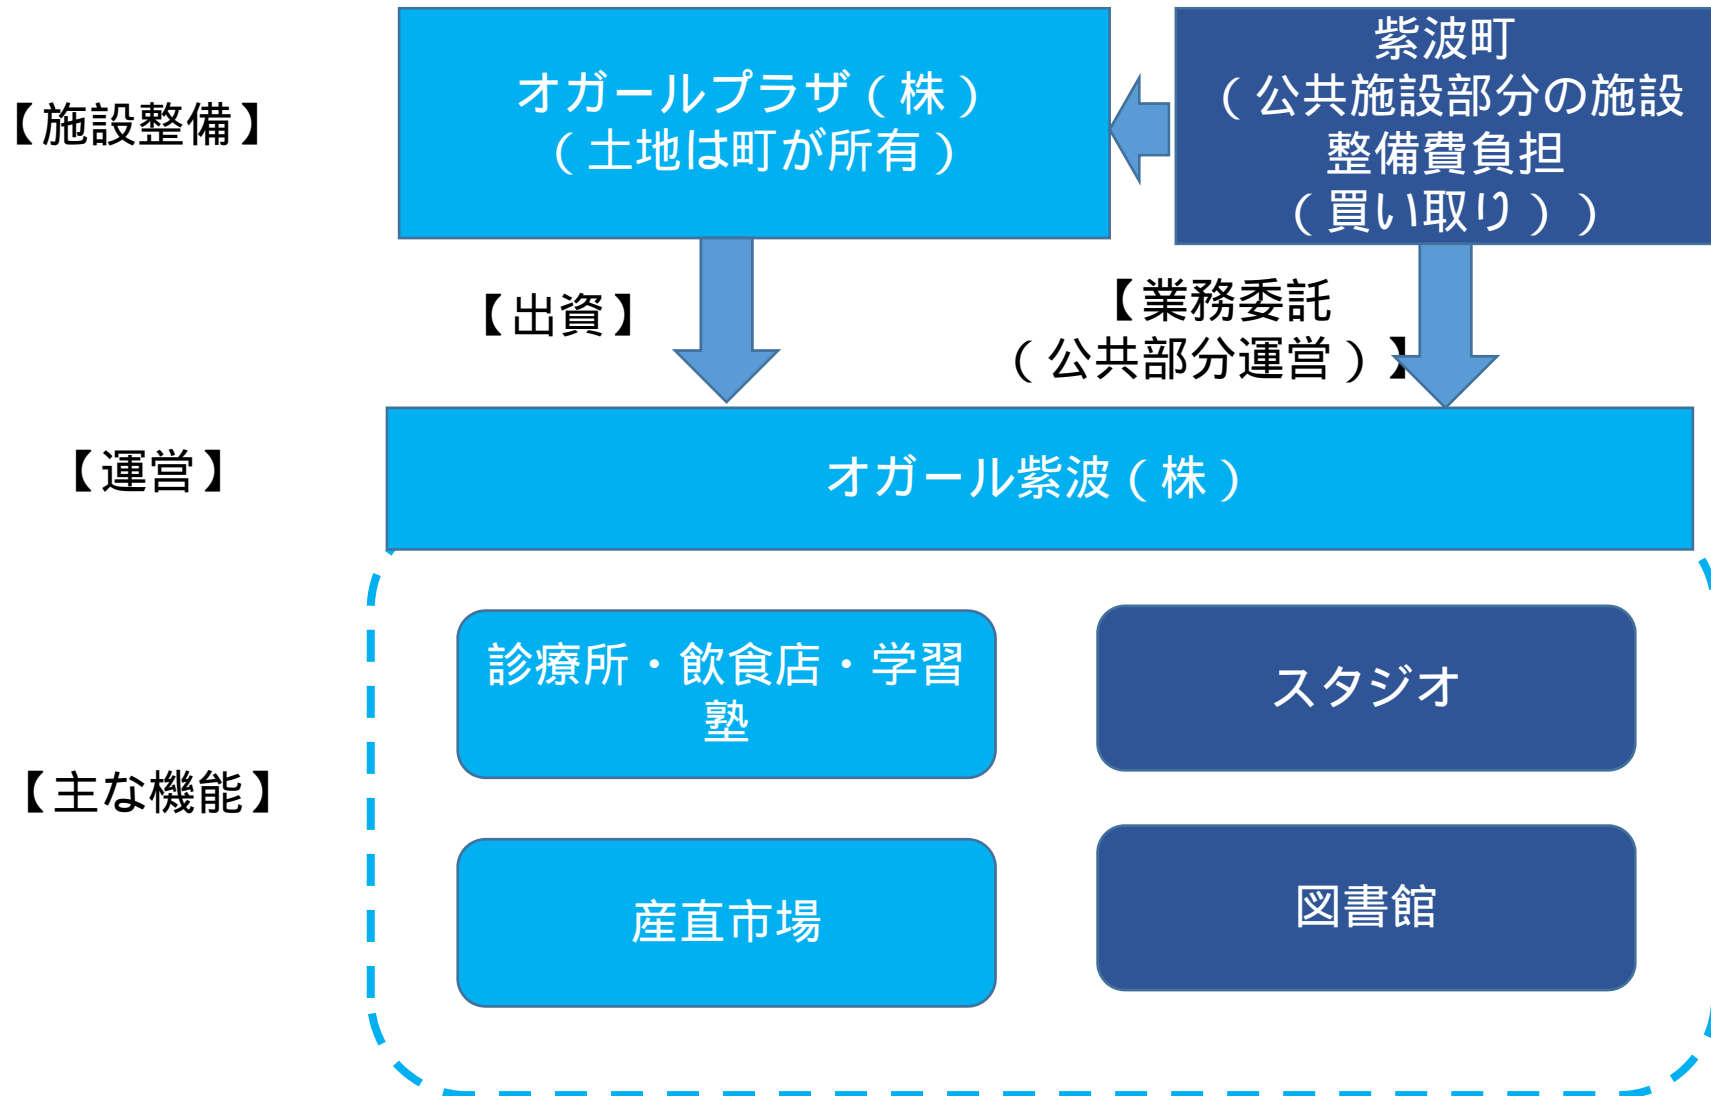 【施設整備】
オガールプラザ（株）
（土地は町が所有）
紫波町
（公共施設部分の施設
整備費負担
（買い取り））
【出資】
【業務委託
（公共部分運営）】
【運営】
オガール紫波（株）
【主な機能】
診療所・飲食店・学習
塾
スタジオ
産直市場
図書館